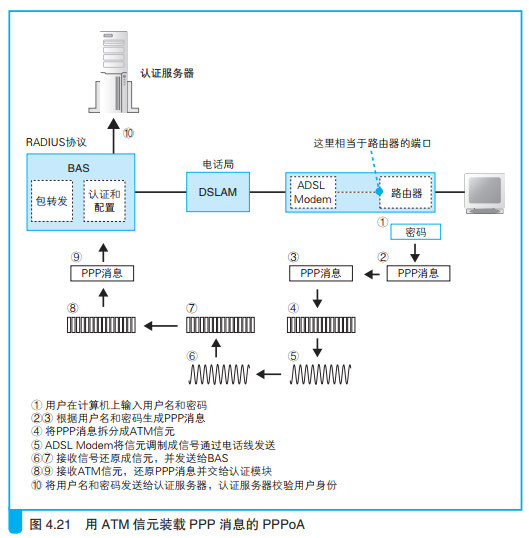 认证服务器
⑩
RADIUS协议
这里相当于路由器的端口
BAS
电话局
包转发
认证和
配置
DSLAM
ADSL
Modem
路由器
①
密码
⑨
③
②
PPP消息
PPP消息
PPP消息
⑧
⑦
④
⑥
⑤
① 用户在计算机上输入用户名和密码
②③ 根据用户名和密码生成PPP消息
④ 将PPP消息拆分成ATM信元
⑤ ADSL Modem将信元调制成信号通过电话线发送
⑥⑦ 接收信号还原成信元，并发送给BAS
⑧⑨ 接收ATM信元，还原PPP消息并交给认证模块
⑩ 将用户名和密码发送给认证服务器，认证服务器校验用户身份
图 4.21 用 ATM 信元装载 PPP 消息的 PPPoA